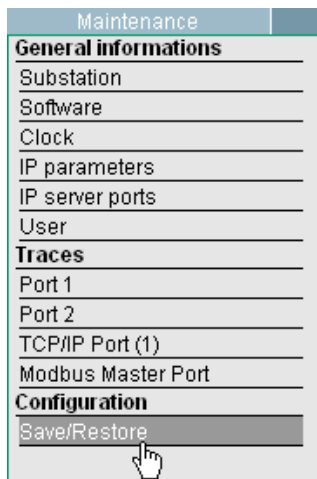 Maintenance
General informations
Substation
Software
Clock
IP parameters
IP server ports
User
Traces
Port 1
Port 2
TCP/IP Port (1)
Modbus Master Port
Configuration
Save/Restore